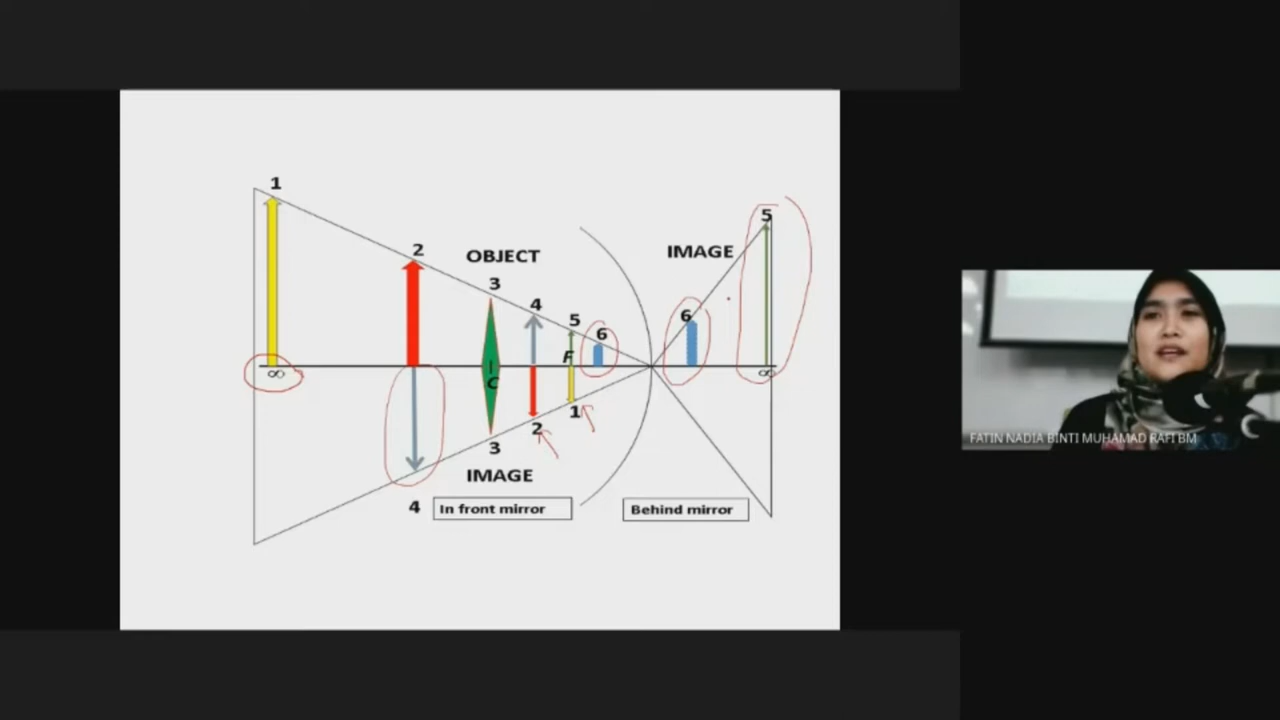 1
2
OBJECT
3
4
5
6
F
C
∞
1
2
3
IMAGE
4
In front mirror
IMAGE
5
6
∞
Behind mirror
FATIN NADIA BINTI MUHAMAD RAFI BM